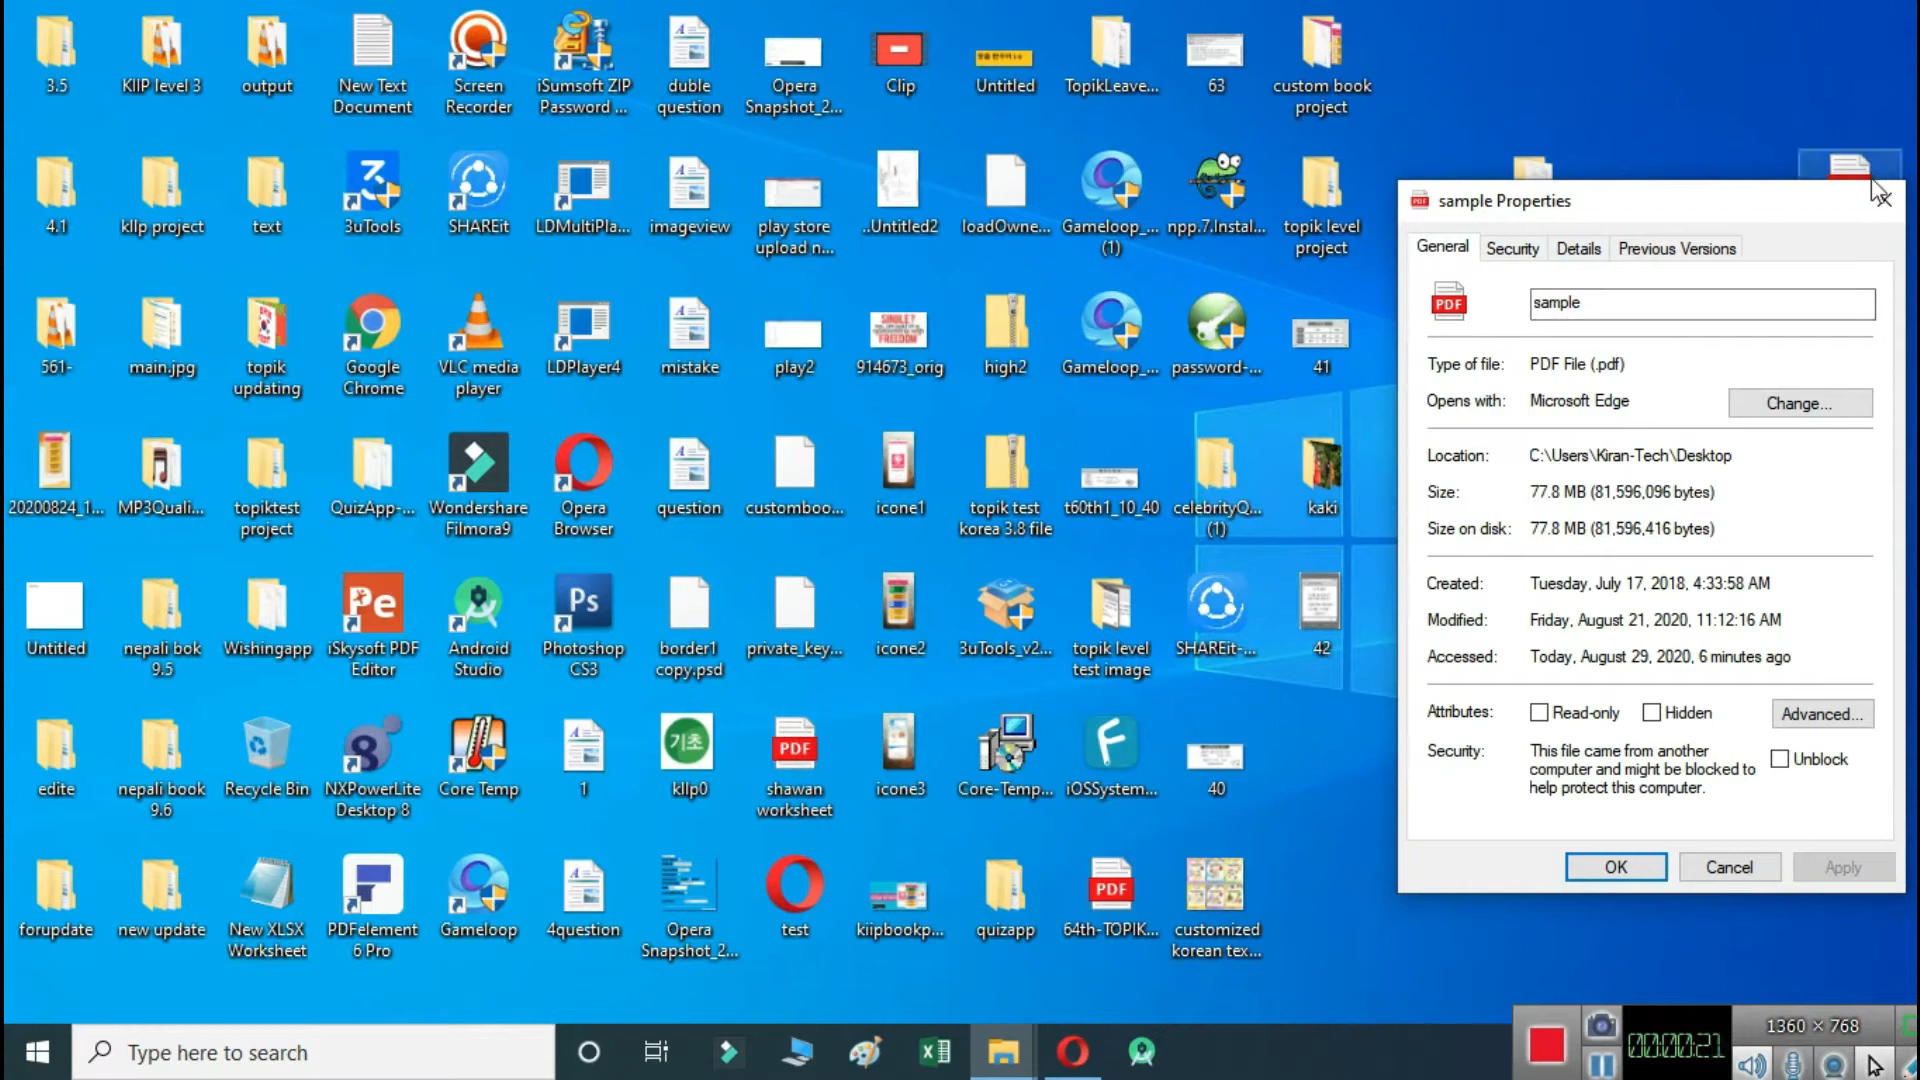 3.5
KIIP level 3
output
New Text
Document
Screen
Recorder
iSumsoft ZIP
Password ...
duble
question
Opera
Snapshot_2...
Clip
Untitled
TopikLeave...
63
custom book
project
4.1
kllp project
text
3uTools
SHAREit
LDMultiPla...
imageview
play store
upload n...
..Untitled2
loadOwne...
Gameloop_...
(1)
npp.7.Instal...
topik level
project
561-
main.jpg
topik
updating
Google
Chrome
VLC media
player
LDPlayer4
mistake
play2
914673_orig
high2
Gameloop_...
password-...
41
20200824_1...
MP3Quali...
topiktest
project
QuizApp-...
Wondershare
Filmora9
Opera
Browser
question
customboo...
icone1
topik test
korea 3.8 file
t60th1_10_40
celebrityQ...
(1)
kaki
Untitled
nepali bok
9.5
Wishingapp
Pe
iSkysoft PDF
Editor
Android
Studio
Ps
Photoshop
CS3
border1
copy.psd
private_key...
icone2
3uTools_v2...
topik level
test image
SHAREit-...
42
edite
nepali book
9.6
Recycle Bin
8
NXPowerLite
Desktop 8
Core Temp
1
기초
kllp0
PDF
shawan
worksheet
icone3
Core-Temp...
iOSSystem...
40
forupdate
new update
New XLSX
Worksheet
PDFelement
6 Pro
Gameloop
4question
Opera
Snapshot_2...
test
kiipbookp...
quizapp
PDF
64th-TOPIK...
customized
korean tex...
sample Properties
General
Security
Details
Previous Versions
PDF
sample
Type of file: PDF File (.pdf)
Opens with: Microsoft Edge
Change...
Location: C:\Users\Kiran-Tech\Desktop
Size: 77.8 MB (81,596,096 bytes)
Size on disk: 77.8 MB (81,596,416 bytes)
Created: Tuesday, July 17, 2018, 4:33:58 AM
Modified: Friday, August 21, 2020, 11:12:16 AM
Accessed: Today, August 29, 2020, 6 minutes ago
Attributes: Read-only Hidden Advanced...
Security: This file came from another
computer and might be blocked to
help protect this computer.
Unblock
OK Cancel Apply
Type here to search
00:00:21
1360 × 768